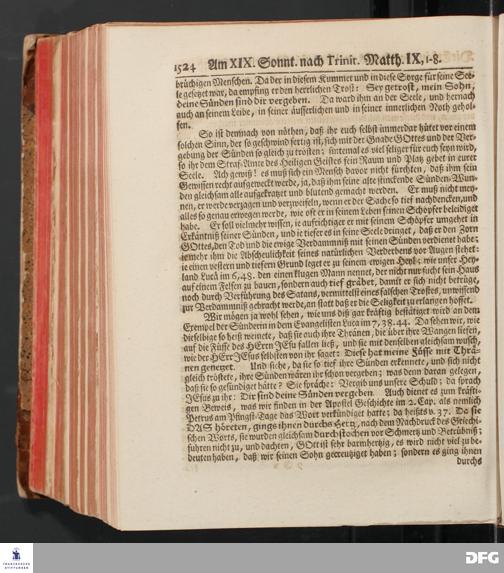 1524 Am XIX. Sonnt. nach Trinit. Matth. IX, 1-8.
brüchigen Menschen. Da der in diesem Kummer und in diese Sorge für seine See-
le gesetzet war, da empfing er den herrlichen Trost: Sey getrost, mein Sohn,
deine Sünden sind dir vergeben. Da ward ihm an der Seele, und hernach
auch an seinem Leibe, in seiner äusserlichen und in seiner innerlichen Noth geholf-
fen.
So ist demnach von nöthen, daß ihr euch selbst immerdar hütet vor einem
solchen Sinn, der so geschwind fertig ist, sich mit der Gnade GOttes und der Ver-
gebung der Sünden so gleich zu trösten; sintemal es viel seliger für euch seyn wird,
so ihr dem Straf-Amte des Heiligen Geistes fein Raum und Platz gebet in eurer
Seele. Ach gewiß! es muß sich ein Mensch davor nicht fürchten, daß ihm sein
Gewissen recht aufgewecket werde, ja, daß ihm seine alte stinckende Sünden-Wun-
den gleichsam alle aufgekratzt und blutend gemacht werden. Er muß nicht mey-
nen, er werde verzagen und verzweifeln, wenn er der Sache so tief nachdencken, und
alles so genau erwegen werde, wie oft er in seinem Leben seinen Schöpfer beleidiget
habe. Er soll vielmehr wissen, ie aufrichtiger er mit seinem Schöpfer umgehet in
Erkäntniß seiner Sünden, und ie tiefer es in seine Seele dringet, daß er den Zorn
GOttes, den Tod und die ewige Verdammniß mit seinen Sünden verdienet habe;
ie mehr ihm die Abscheulichkeit seines natürlichen Verderbens vor Augen stehet:
ie einen vestern und tiefern Grund leget er zu seinem ewigen Heyl; wie unser Hey-
land Lucä im 6, 48. den einen klugen Mann nennet, der nicht nur sucht sein Haus
auf einem Felsen zu bauen, sondern auch tief gräbet, damit er sich nicht betrüge,
noch durch Verführung des Satans, vermittelst eines falschen Trostes, unwissend
zur Verdammniß gebracht werde, an statt daß er die Seligkeit zu erlangen hoffet.
Wir mögen ja wohl sehen, wie uns diß gar kräftig bestätiget wird an dem
Exempel der Sünderin in dem Evangelisten Luca im 7, 38. 44. Da sehen wir, wie
dieselbige so heiß weinete, daß sie auch ihre Thränen, die über ihre Wangen liefen,
auf die Füsse des HErrn JEsu fallen ließ, und sie mit denselben gleichsam wusch,
wie der HErr JEsus selbsten von ihr saget: Diese hat meine Füsse mit Thrä-
nen genetzet. Und siehe, da sie so tief ihre Sünden erkennete, und sich nicht
gleich tröstete, ihre Sünden wären ihr schon vergeben; was denn daran gelegen,
daß sie so gesündiget hätte? Sie spräche: Vergib uns unsere Schuld; da sprach
JEsus zu ihr: Dir sind deine Sünden vergeben. Auch dienet es zum kräfti-
gen Beweis, was wir finden in der Apostel Geschichte im 2. Cap. als nemlich
Petrus am Pfingst-Tage das Wort verkündiget hatte; da heißts v. 37. Da sie
DAS höreten, gings ihnen durchs Hertz, nach dem Nachdruck des Griechi-
schen Worts, sie wurden gleichsam durchstochen vor Schmertz und Betrübniß;
fuhren nicht zu, und dachten, GOtt ist sehr barmhertzig, es wird nicht viel zu be-
deuten haben, daß wir seinen Sohn gecreutziget haben; sondern es ging ihnen
durchs
FRANCKESCHE
STIFTUNGEN
DFG